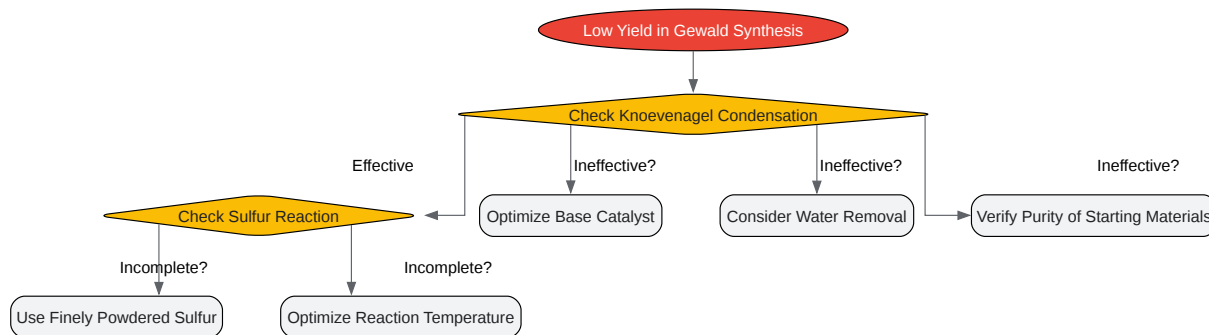 Low Yield in Gewald Synthesis
Check Knoevenagel Condensation
Effective
Ineffective?
Ineffective?
Ineffective?
Check Sulfur Reaction
Optimize Base Catalyst
Consider Water Removal
Verify Purity of Starting Materials
Incomplete?
Incomplete?
Use Finely Powdered Sulfur
Optimize Reaction Temperature